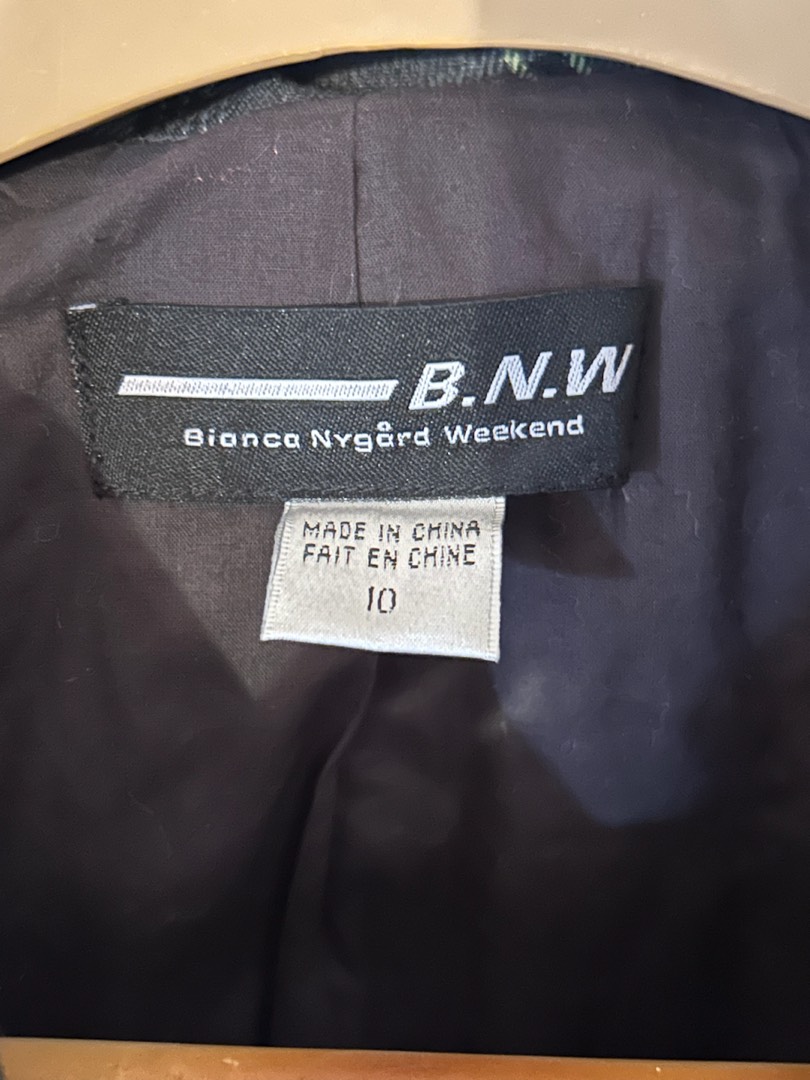 B.N.W
Bianca Nygård Weekend
MADE IN CHINA
FAIT EN CHINE
10